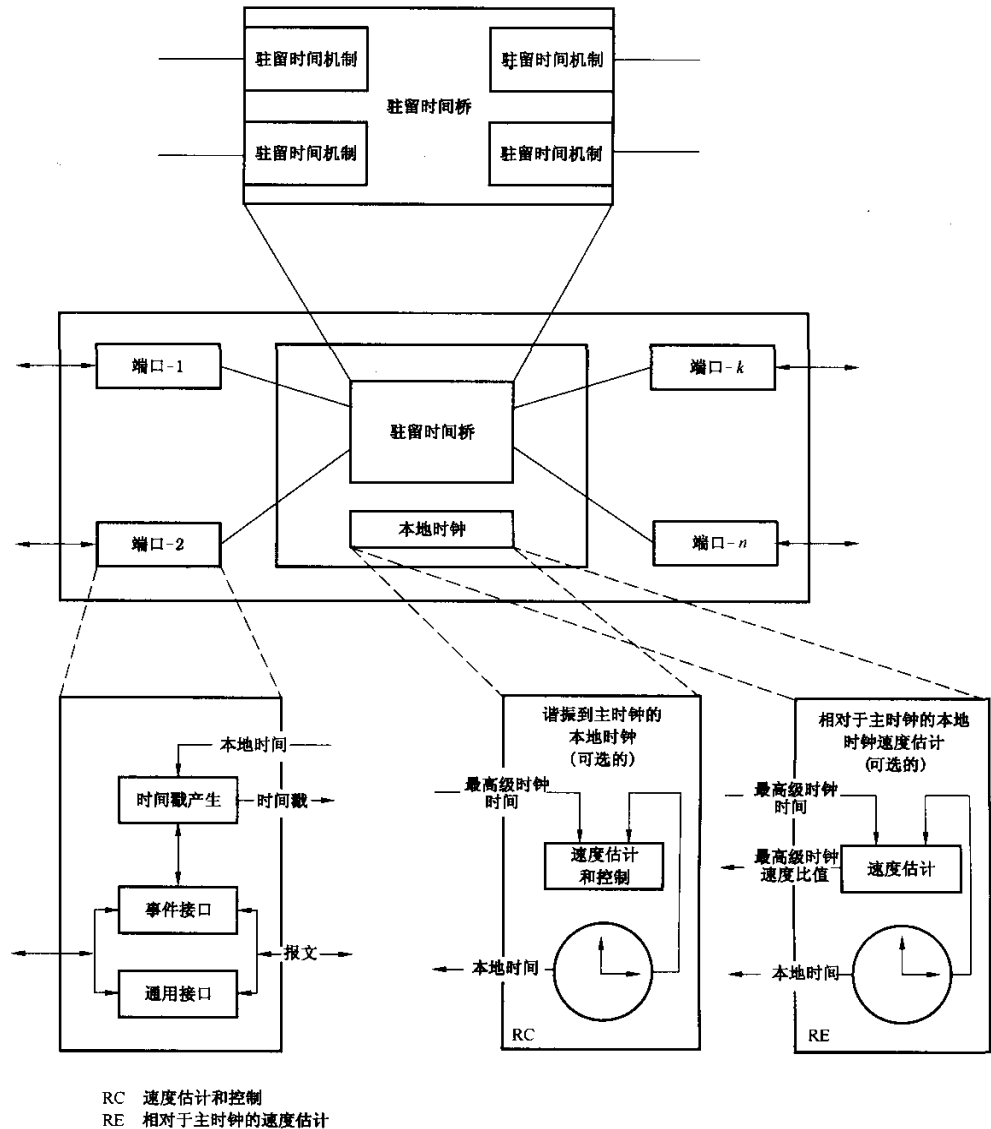 驻留时间机制
驻留时间机制
驻留时间桥
驻留时间机制
驻留时间机制
端口-1
端口-k
驻留时间桥
本地时钟
端口-2
端口-n
本地时间
时间戳产生
时间戳
事件接口
报文
通用接口
谐振到主时钟的
本地时钟
(可选的)
最高级时钟
时间
速度估计
和控制
本地时间
RC
相对于主时钟的本地
时钟速度估计
(可选的)
最高级时钟
时间
最高级时钟
速度比值
速度估计
本地时间
RE
RC 速度估计和控制
RE 相对于主时钟的速度估计